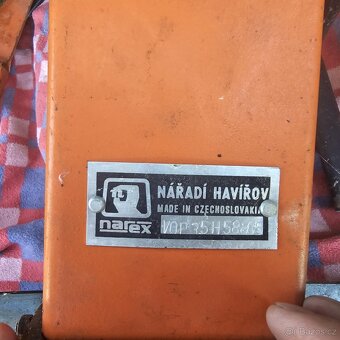 NÁŘADÍ HAVÍŘOV
MADE IN CZECHOSLOVAKIA
narex